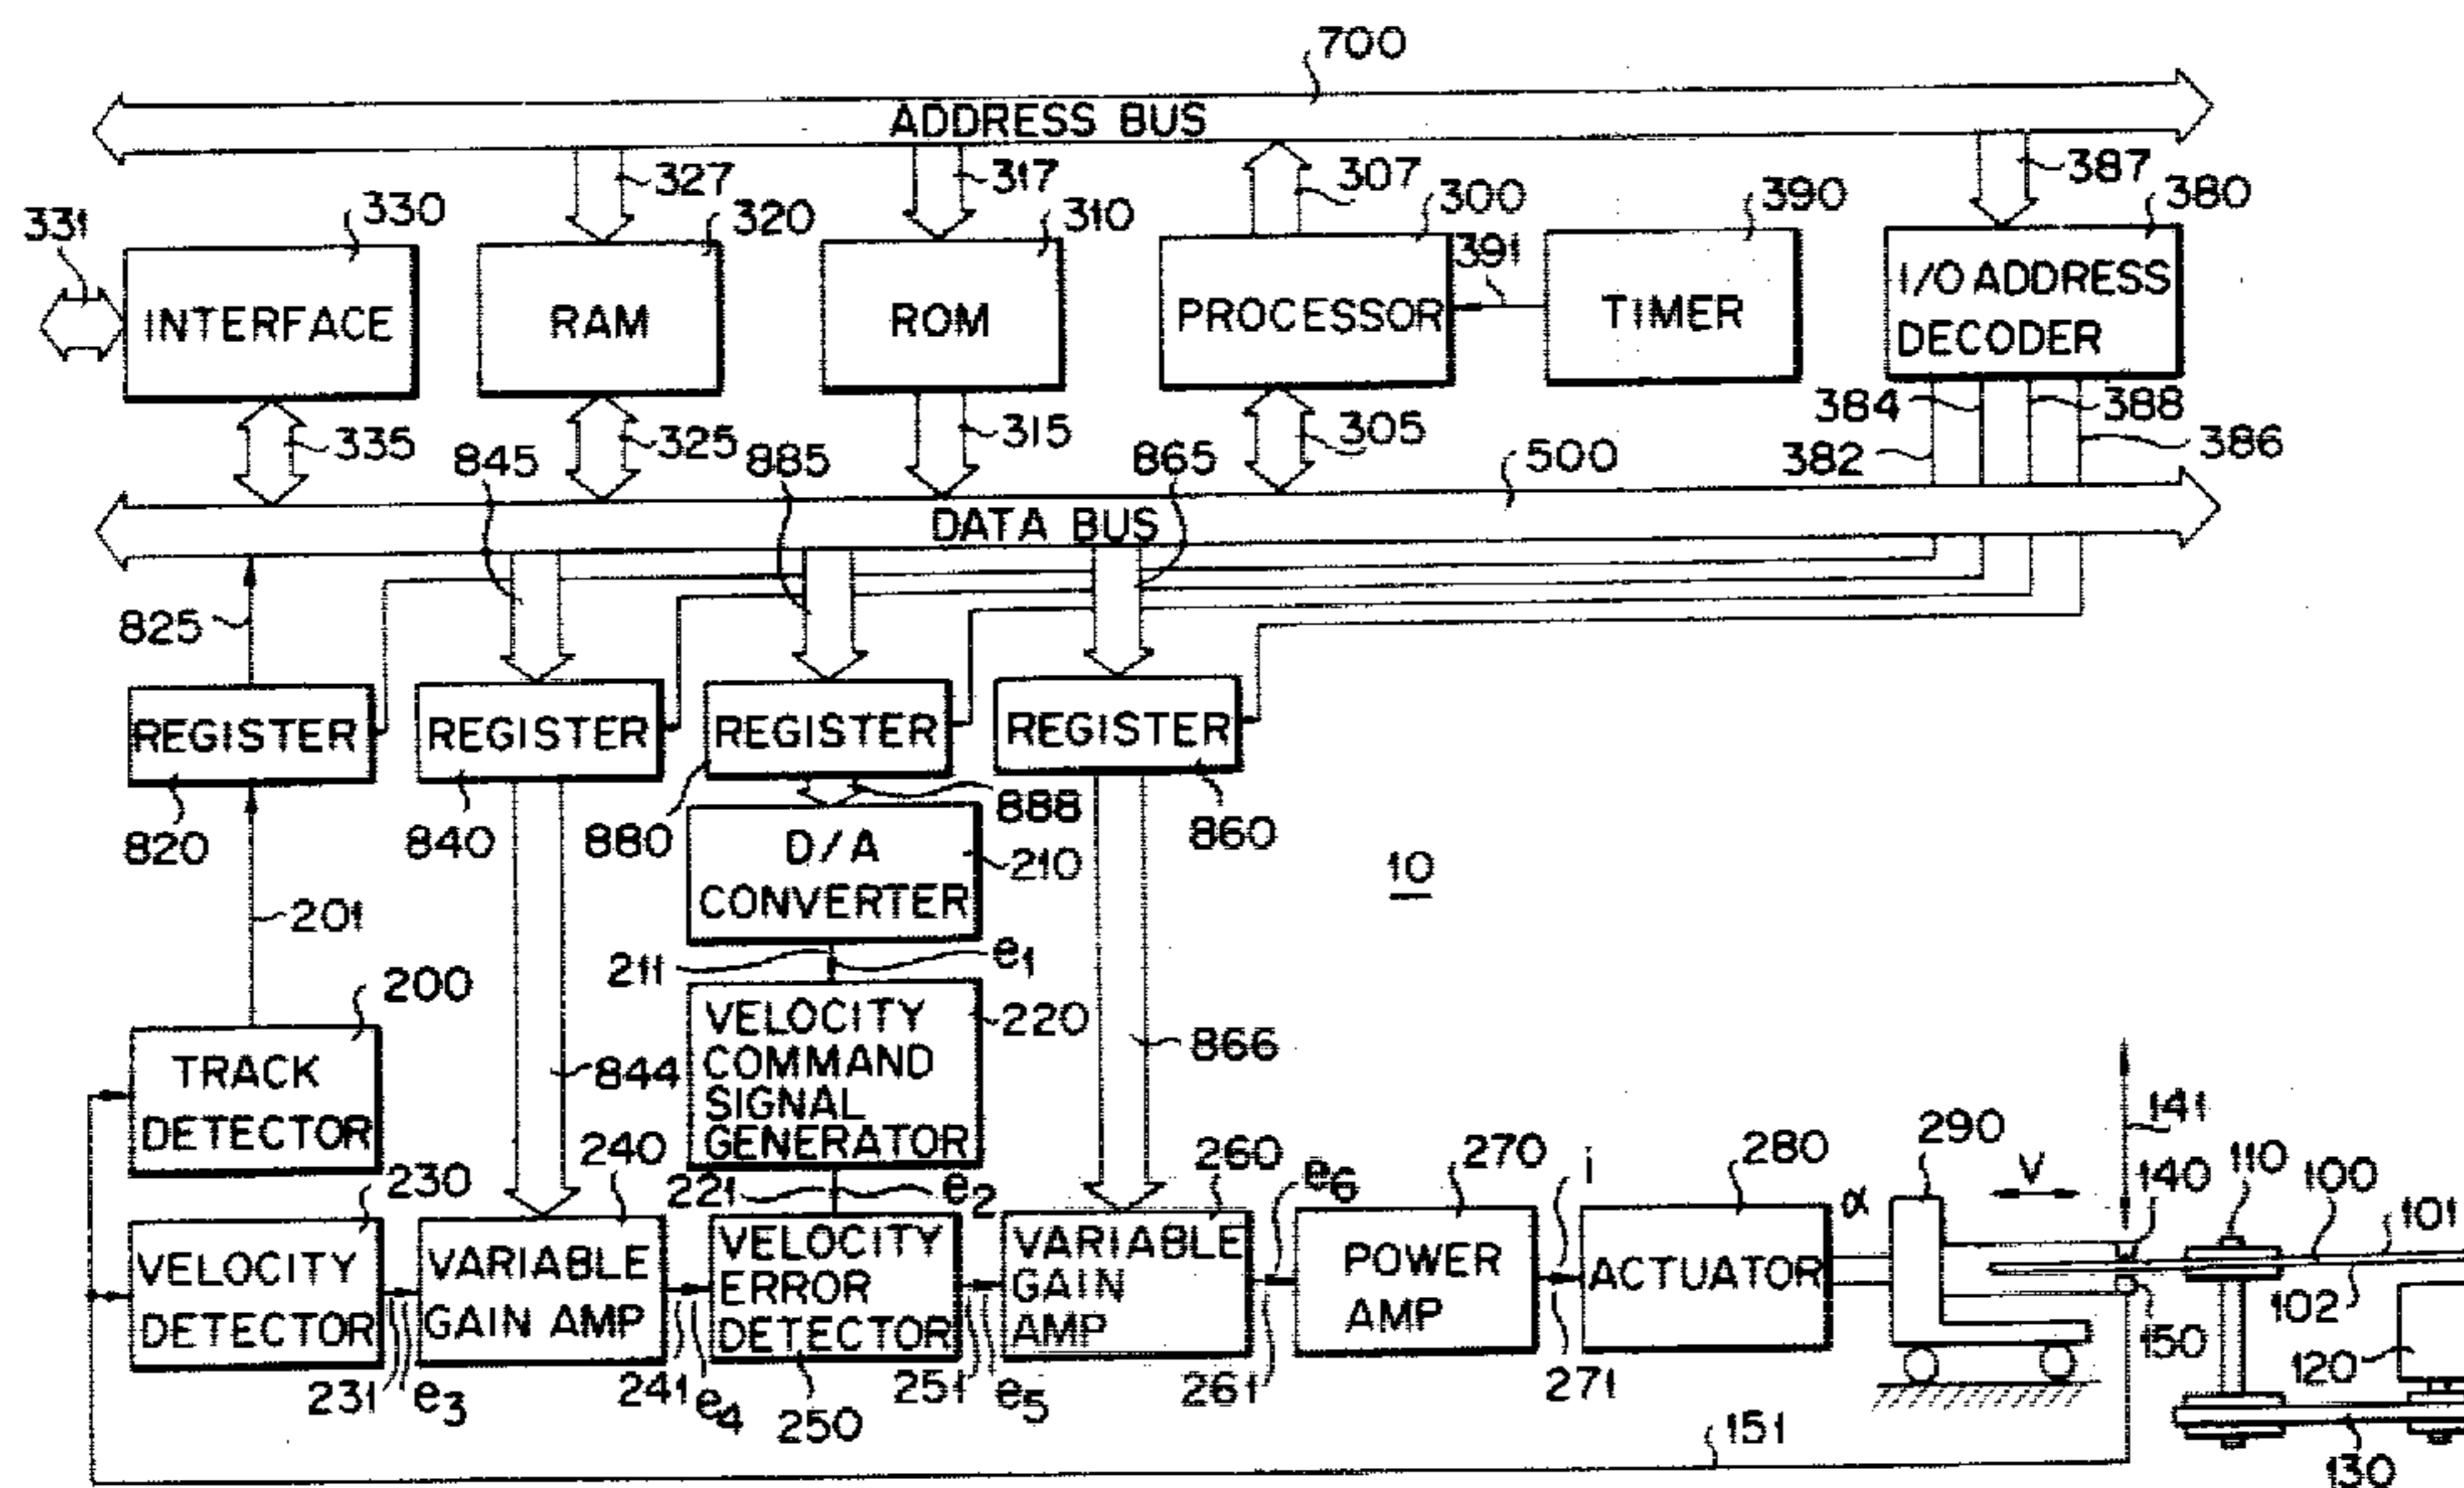 700
ADDRESS BUS
327
317
307
387
331
330
320
310
300
391
390
380
INTERFACE
RAM
ROM
PROCESSOR
TIMER
I/O ADDRESS
DECODER
335
845
325
885
315
865
305
500
384
382
388
386
DATA BUS
825
REGISTER
REGISTER
REGISTER
REGISTER
820
840
880
888
860
D/A
CONVERTER
210
10
201
211
e1
200
TRACK
DETECTOR
844
VELOCITY
COMMAND
SIGNAL
GENERATOR
220
866
230
240
221
e2
260
e6
270
i
280
α
290
V
141
110
140
100
101
VELOCITY
DETECTOR
VARIABLE
GAIN AMP
VELOCITY
ERROR
DETECTOR
VARIABLE
GAIN
AMP
POWER
AMP
ACTUATOR
102
150
120
231
e3
241
e4
250
251
e5
261
271
151
130